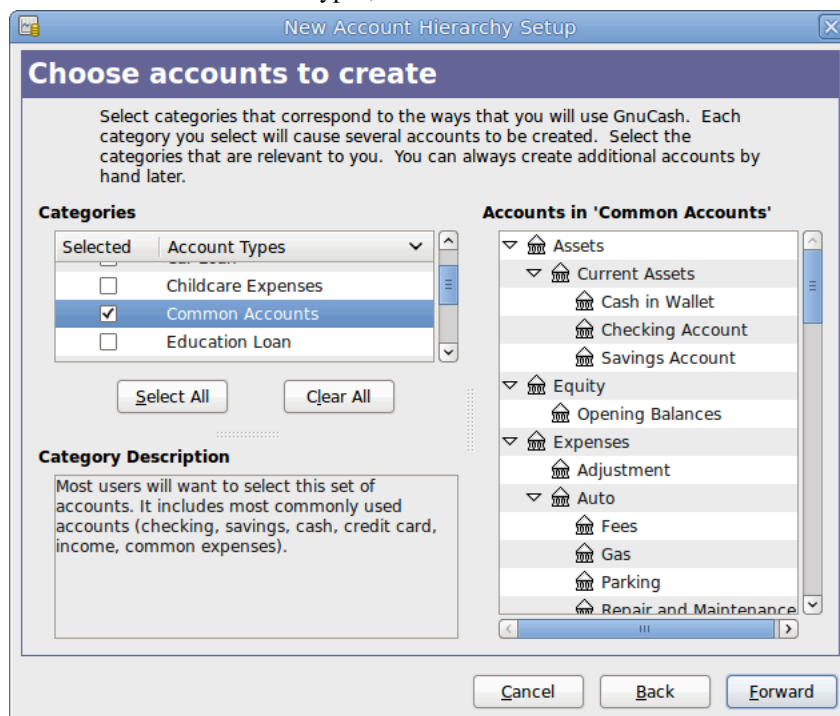 New Account Hierarchy Setup
Choose accounts to create
Select categories that correspond to the ways that you will use GnuCash. Each
category you select will cause several accounts to be created. Select the
categories that are relevant to you. You can always create additional accounts by
hand later.
Categories
Selected Account Types
Childcare Expenses
Common Accounts
Education Loan
Select All Clear All
Category Description
Most users will want to select this set of
accounts. It includes most commonly used
accounts (checking, savings, cash, credit card,
income, common expenses).
Accounts in 'Common Accounts'
Assets
Current Assets
Cash in Wallet
Checking Account
Savings Account
Equity
Opening Balances
Expenses
Adjustment
Auto
Fees
Gas
Parking
Repair and Maintenance
Cancel Back Forward